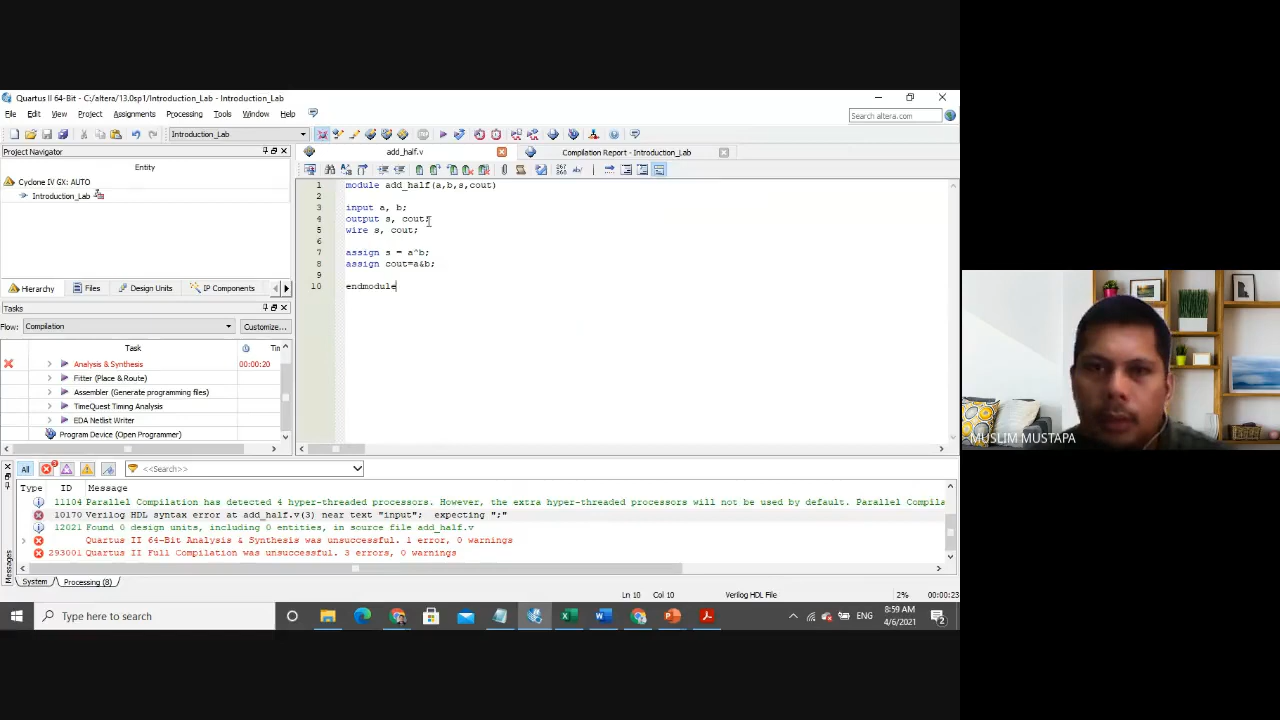 Quartus II 64-Bit - C:/altera/13.0sp1/Introduction_Lab - Introduction_Lab
File Edit View Project Assignments Processing Tools Window Help
Search altera.com
Introduction_Lab
Project Navigator
Entity
Cyclone IV GX: AUTO
Introduction_Lab
Hierarchy Files Design Units IP Components
Tasks
Flow: Compilation Customize...
Task Tin
Analysis & Synthesis 00:00:20
Fitter (Place & Route)
Assembler (Generate programming files)
TimeQuest Timing Analysis
EDA Netlist Writer
Program Device (Open Programmer)
add_half.v Compilation Report - Introduction_Lab
267
268
ab/
1 module add_half(a,b,s,cout)
2
3 input a, b;
4 output s, cout;
5 wire s, cout;
6
7 assign s = a^b;
8 assign cout=a&b;
9
10 endmodule
MUSLIM MUSTAPA
All <<Search>>
Type ID Message
11104 Parallel Compilation has detected 4 hyper-threaded processors. However, the extra hyper-threaded processors will not be used by default. Parallel Compila
10170 Verilog HDL syntax error at add_half.v(3) near text "input"; expecting ";"
12021 Found 0 design units, including 0 entities, in source file add_half.v
Quartus II 64-Bit Analysis & Synthesis was unsuccessful. 1 error, 0 warnings
293001 Quartus II Full Compilation was unsuccessful. 3 errors, 0 warnings
Messages
System Processing (8)
Ln 10 Col 10 Verilog HDL File 2% 00:00:23
Type here to search
ENG
8:59 AM
4/6/2021
2